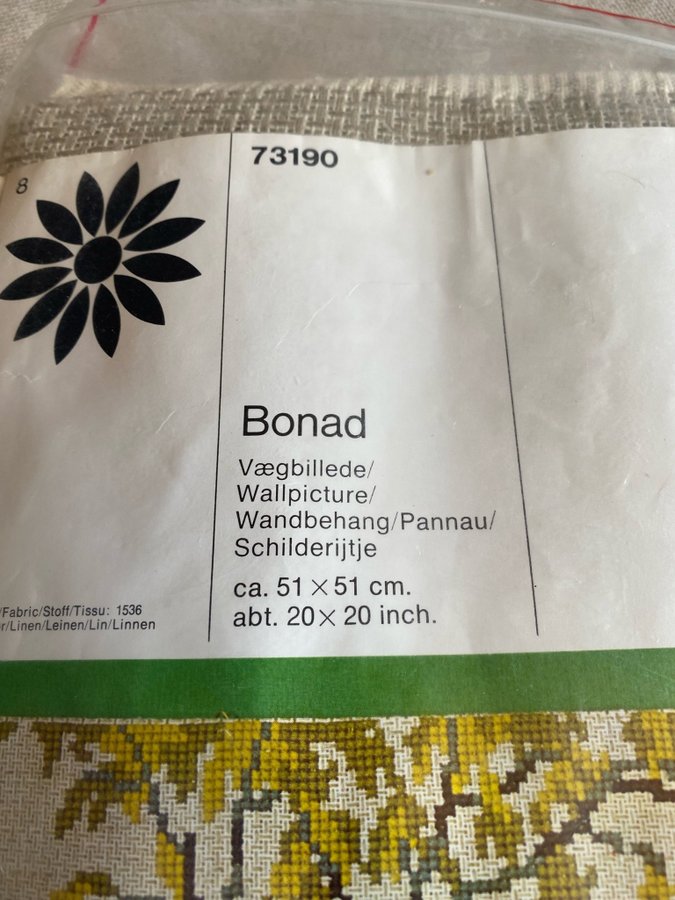 8
73190
Bonad
Vægbillede/
Wallpicture/
Wandbehang/Pannau/
Schilderijtje
ca. 51 × 51 cm.
abt. 20 × 20 inch.
/Fabric/Stoff/Tissu: 1536
/Linen/Leinen/Lin/Linnen